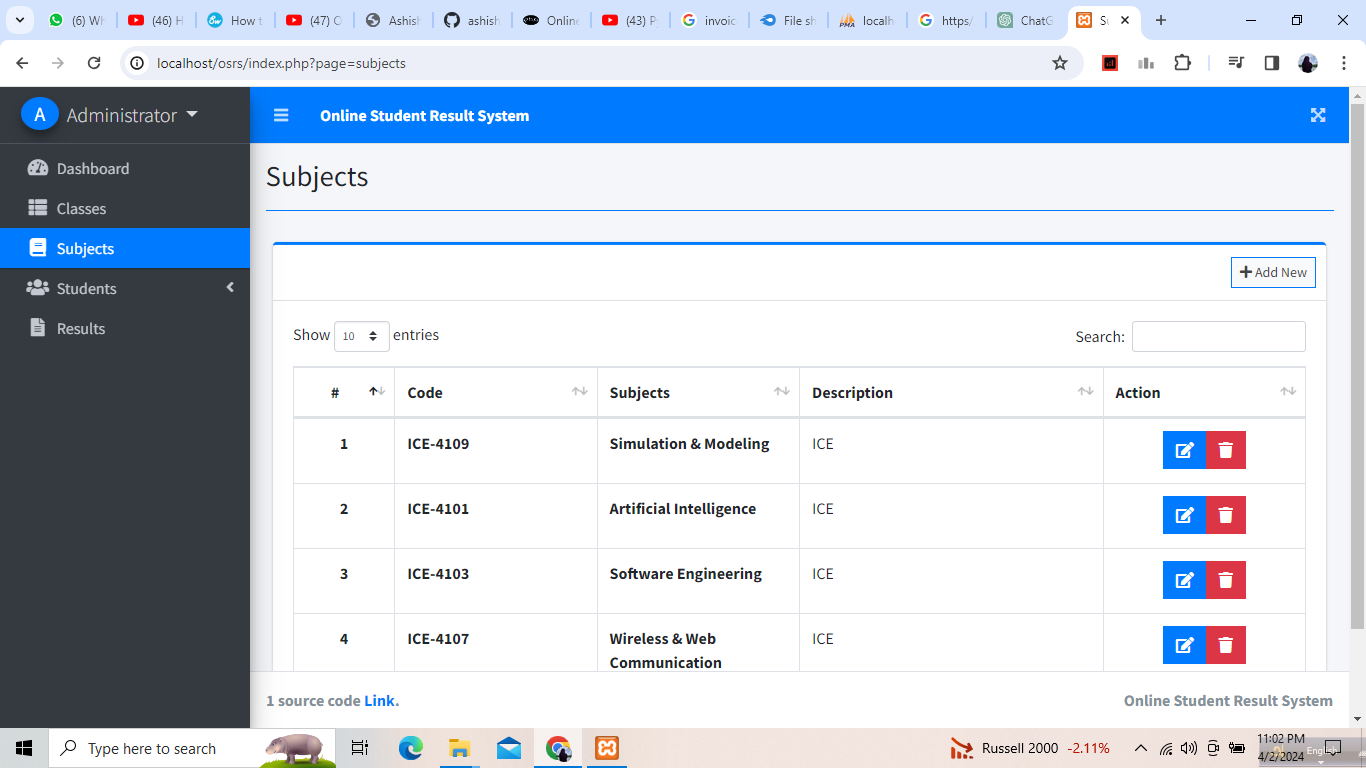 (6) Wh
(46) H
How t
(47) C
Ashish
ashish
Online
(43) P
invoic
File sh
localh
https:/
ChatG
Su
localhost/osrs/index.php?page=subjects
A Administrator
Online Student Result System
Dashboard
Classes
Subjects
Students
Results
Subjects
Add New
Show 10 entries
Search:
# Code Subjects Description Action
1 ICE-4109 Simulation & Modeling ICE
2 ICE-4101 Artificial Intelligence ICE
3 ICE-4103 Software Engineering ICE
4 ICE-4107 Wireless & Web ICE
Communication
1 source code Link.
Online Student Result System
Type here to search
Russell 2000 -2.11%
11:02 PM
4/2/2024
English